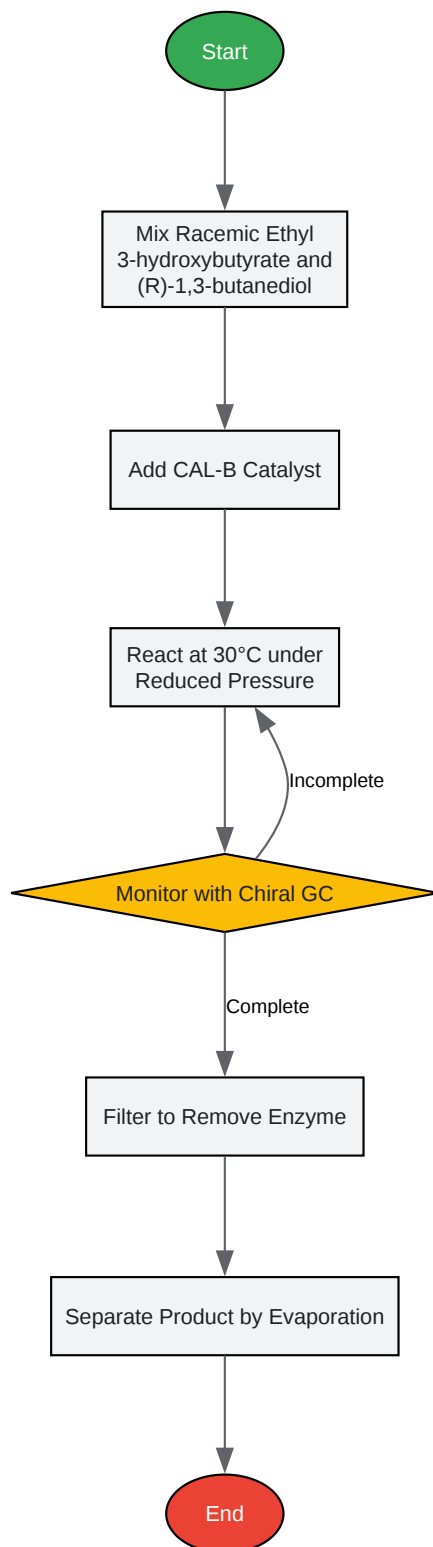 Start
Mix Racemic Ethyl
3-hydroxybutyrate and
(R)-1,3-butanediol
Add CAL-B Catalyst
React at 30°C under
Reduced Pressure
Incomplete
Monitor with Chiral GC
Complete
Filter to Remove Enzyme
Separate Product by Evaporation
End